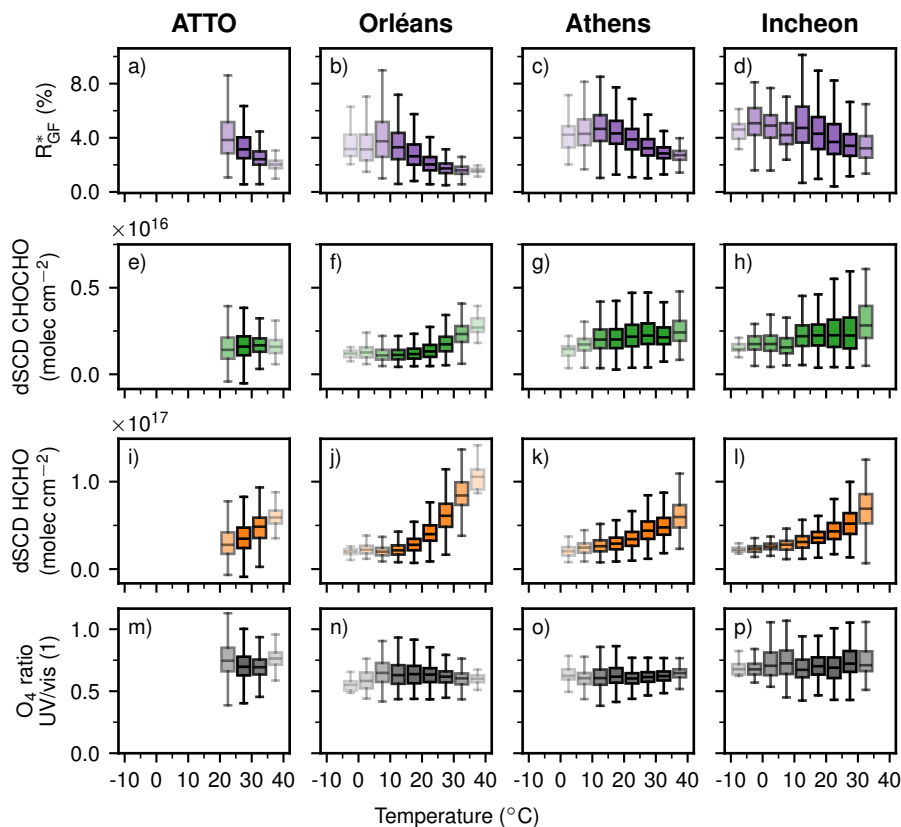 ATTO Orléans Athens Incheon
a) b) c) d)
R*GF (%)
8.0
4.0
0.0
×10^16
e) f) g) h)
dSCD CHOCHO
(molec cm−2)
0.5
0.0
×10^17
i) j) k) l)
dSCD HCHO
(molec cm−2)
1.0
0.0
m) n) o) p)
O4 ratio
UV/vis (1)
1.0
0.5
0.0
-10 0 10 20 30 40 -10 0 10 20 30 40 -10 0 10 20 30 40 -10 0 10 20 30 40
Temperature (°C)